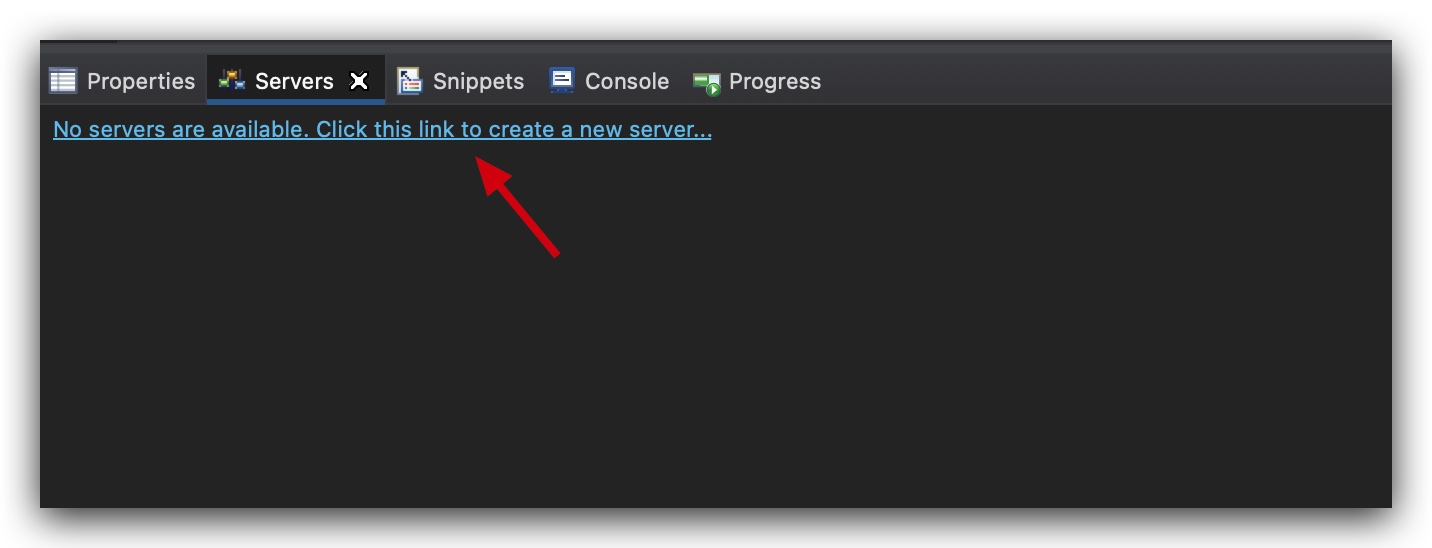 Properties Servers Snippets Console Progress
No servers are available. Click this link to create a new server...